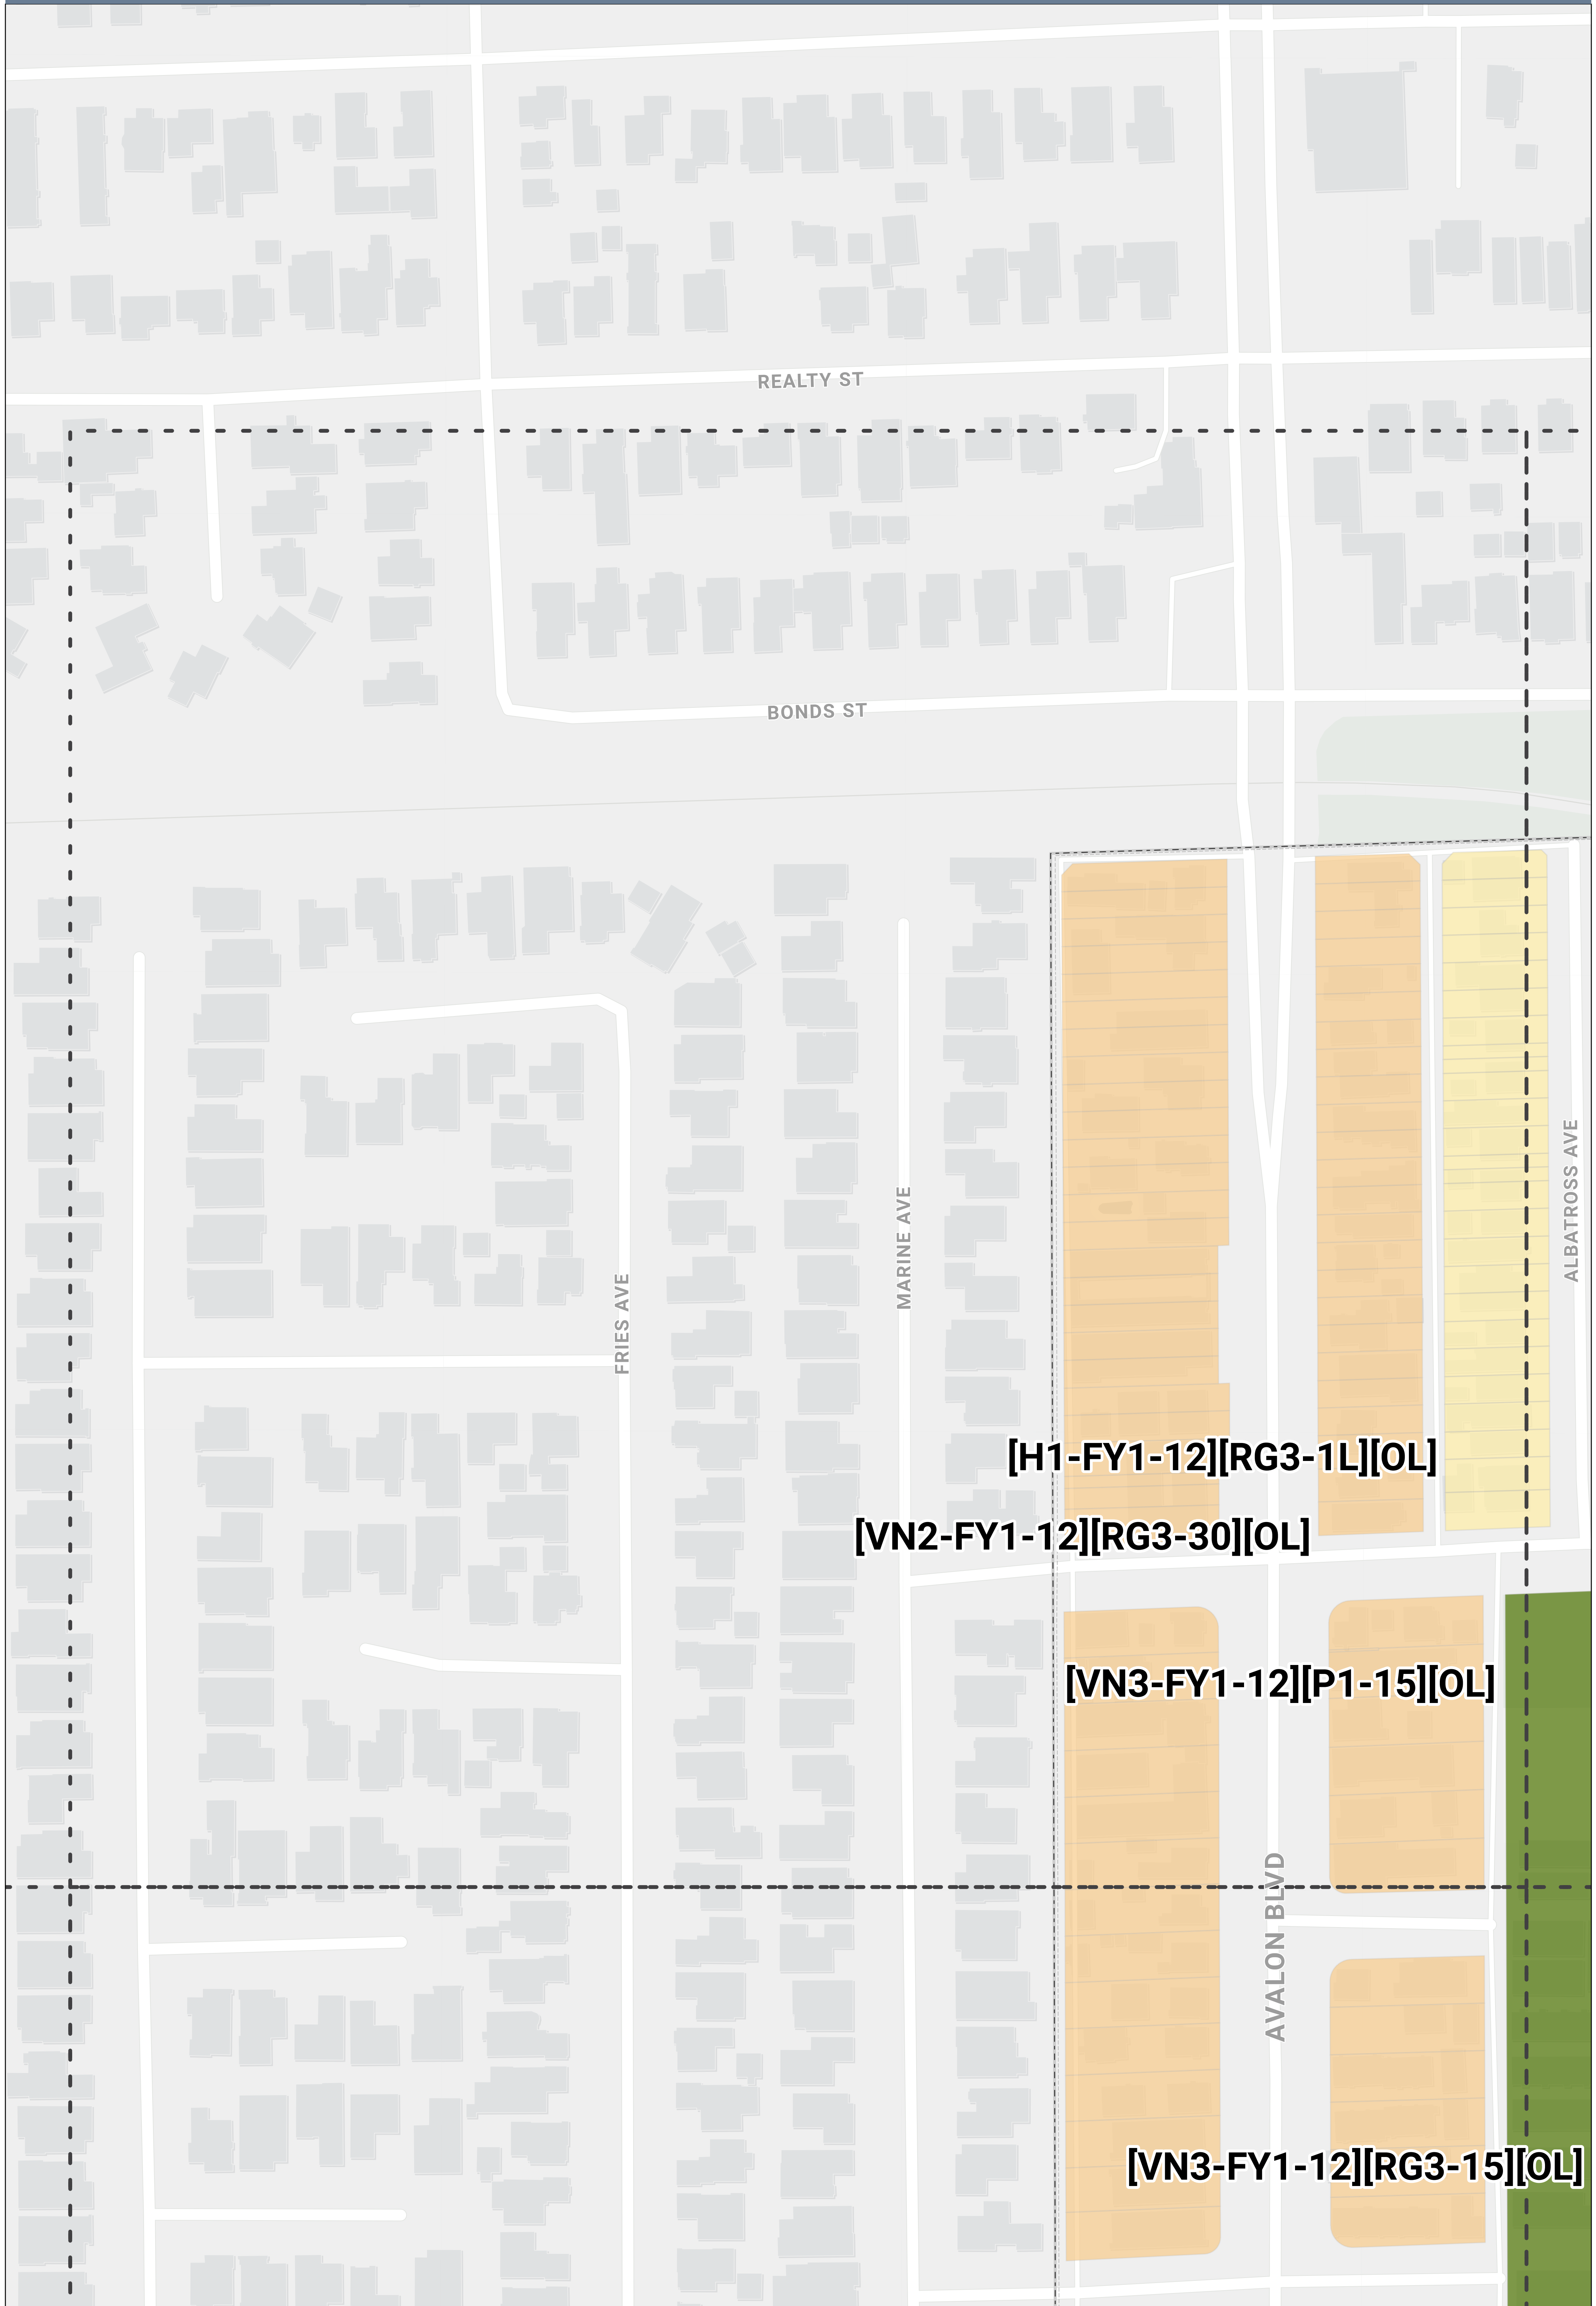 REALTY ST
BONDS ST
ALBATROSS AVE
MARINE AVE
FRIES AVE
[H1-FY1-12][RG3-1L][OL]
[VN2-FY1-12][RG3-30][OL]
[VN3-FY1-12][P1-15][OL]
AVALON BLVD
[VN3-FY1-12][RG3-15][OL]